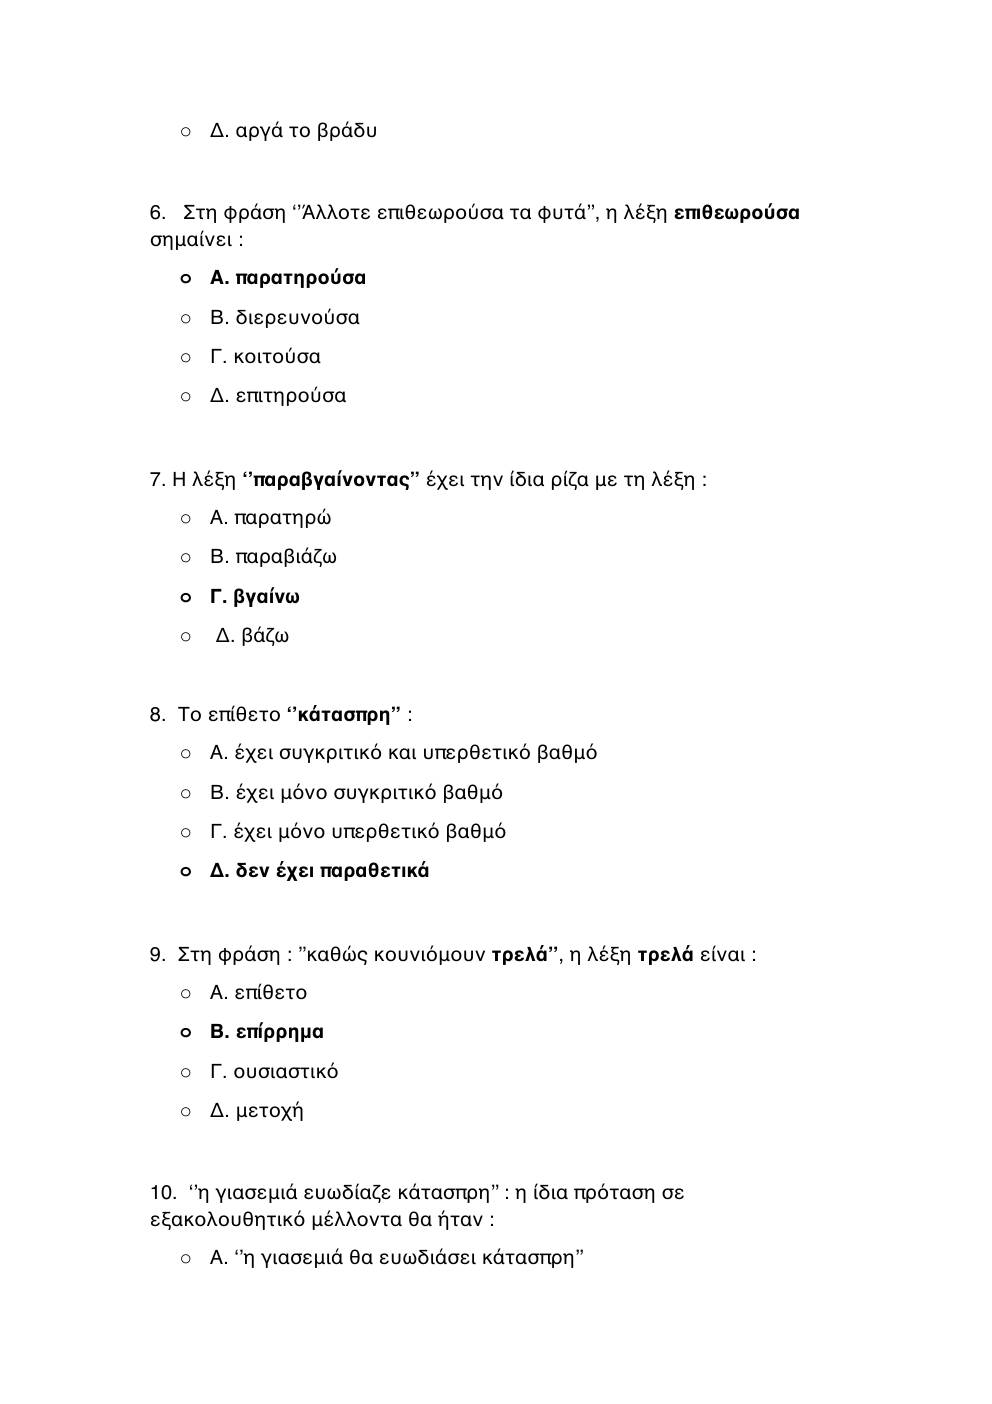 ○ Δ. αργά το βράδυ
6. Στη φράση ‘’Άλλοτε επιθεωρούσα τα φυτά’’, η λέξη επιθεωρούσα
σημαίνει :
○ Α. παρατηρούσα
○ Β. διερευνούσα
○ Γ. κοιτούσα
○ Δ. επιτηρούσα
7. Η λέξη ‘’παραβγαίνοντας’’ έχει την ίδια ρίζα με τη λέξη :
○ Α. παρατηρώ
○ Β. παραβιάζω
○ Γ. βγαίνω
○ Δ. βάζω
8. Το επίθετο ‘’κάτασπρη’’ :
○ Α. έχει συγκριτικό και υπερθετικό βαθμό
○ Β. έχει μόνο συγκριτικό βαθμό
○ Γ. έχει μόνο υπερθετικό βαθμό
○ Δ. δεν έχει παραθετικά
9. Στη φράση : ’’καθώς κουνιόμουν τρελά’’, η λέξη τρελά είναι :
○ Α. επίθετο
○ Β. επίρρημα
○ Γ. ουσιαστικό
○ Δ. μετοχή
10. ‘’η γιασεμιά ευωδίαζε κάτασπρη’’ : η ίδια πρόταση σε
εξακολουθητικό μέλλοντα θα ήταν :
○ Α. ‘’η γιασεμιά θα ευωδιάσει κάτασπρη’’